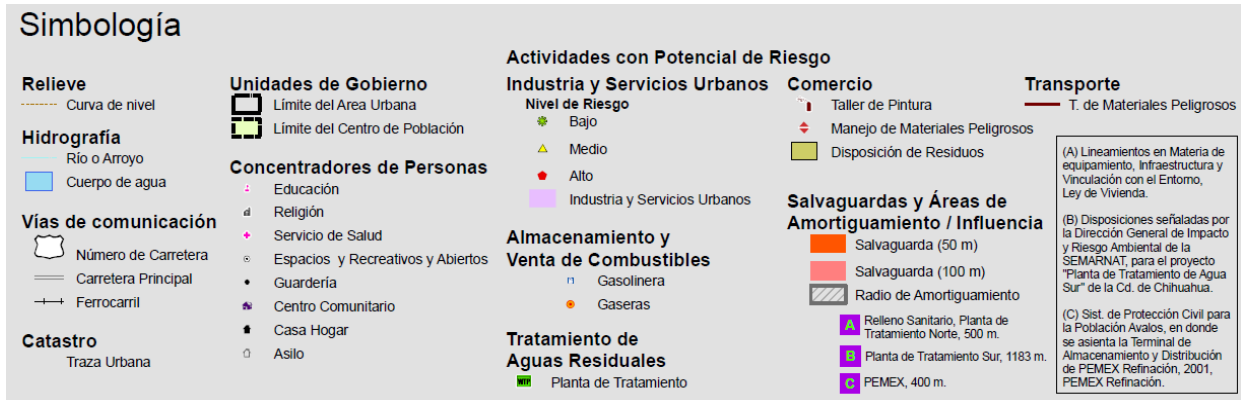 Simbología
Relieve
Curva de nivel
Hidrografía
Río o Arroyo
Cuerpo de agua
Vías de comunicación
Número de Carretera
Carretera Principal
Ferrocarril
Catastro
Traza Urbana
Unidades de Gobierno
Límite del Area Urbana
Límite del Centro de Población
Concentradores de Personas
Educación
Religión
Servicio de Salud
Espacios y Recreativos y Abiertos
Guardería
Centro Comunitario
Casa Hogar
Asilo
Actividades con Potencial de Riesgo
Industria y Servicios Urbanos
Nivel de Riesgo
Bajo
Medio
Alto
Industria y Servicios Urbanos
Almacenamiento y
Venta de Combustibles
Gasolinera
Gaseras
Tratamiento de
Aguas Residuales
WTP Planta de Tratamiento
Comercio
Taller de Pintura
Manejo de Materiales Peligrosos
Disposición de Residuos
Salvaguardas y Áreas de
Amortiguamiento / Influencia
Salvaguarda (50 m)
Salvaguarda (100 m)
Radio de Amortiguamiento
A Relleno Sanitario, Planta de
Tratamiento Norte, 500 m.
B Planta de Tratamiento Sur, 1183 m.
C PEMEX, 400 m.
Transporte
T. de Materiales Peligrosos
(A) Lineamientos en Materia de
equipamiento, Infraestructura y
Vinculación con el Entorno,
Ley de Vivienda.
(B) Disposiciones señaladas por
la Dirección General de Impacto
y Riesgo Ambiental de la
SEMARNAT, para el proyecto
"Planta de Tratamiento de Agua
Sur" de la Cd. de Chihuahua.
(C) Sist. de Protección Civil para
la Población Avalos, en donde
se asienta la Terminal de
Almacenamiento y Distribución
de PEMEX Refinación, 2001,
PEMEX Refinación.